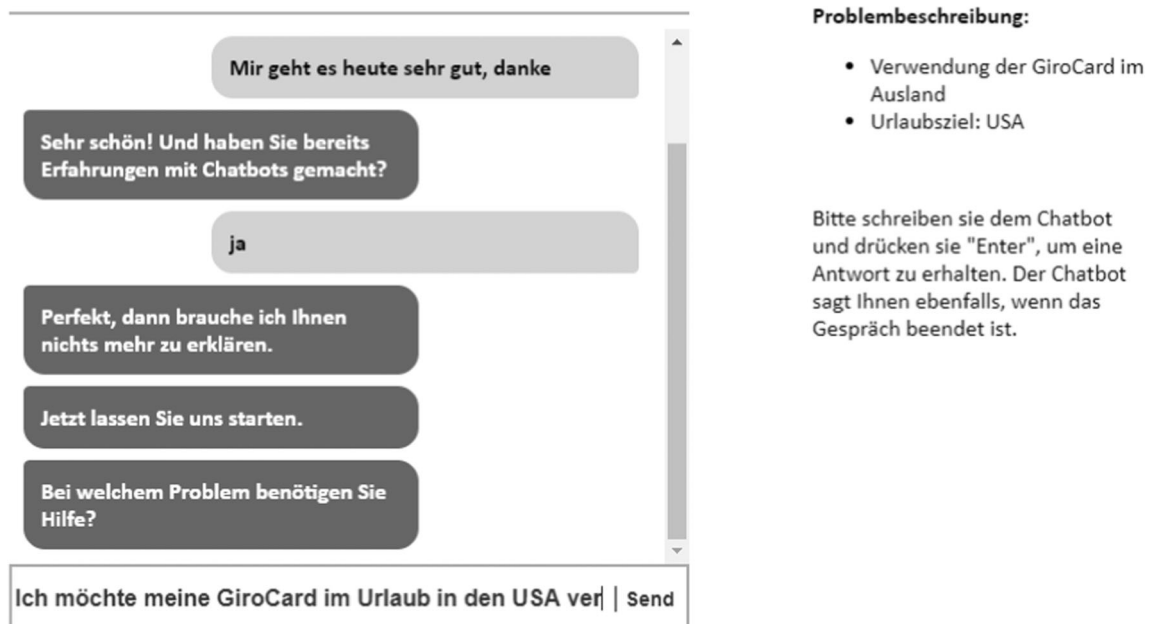 Mir geht es heute sehr gut, danke
Sehr schön! Und haben Sie bereits
Erfahrungen mit Chatbots gemacht?
ja
Perfekt, dann brauche ich Ihnen
nichts mehr zu erklären.
Jetzt lassen Sie uns starten.
Bei welchem Problem benötigen Sie
Hilfe?
Ich möchte meine GiroCard im Urlaub in den USA ver| | Send
Problembeschreibung:
• Verwendung der GiroCard im
Ausland
• Urlaubsziel: USA
Bitte schreiben sie dem Chatbot
und drücken sie "Enter", um eine
Antwort zu erhalten. Der Chatbot
sagt Ihnen ebenfalls, wenn das
Gespräch beendet ist.